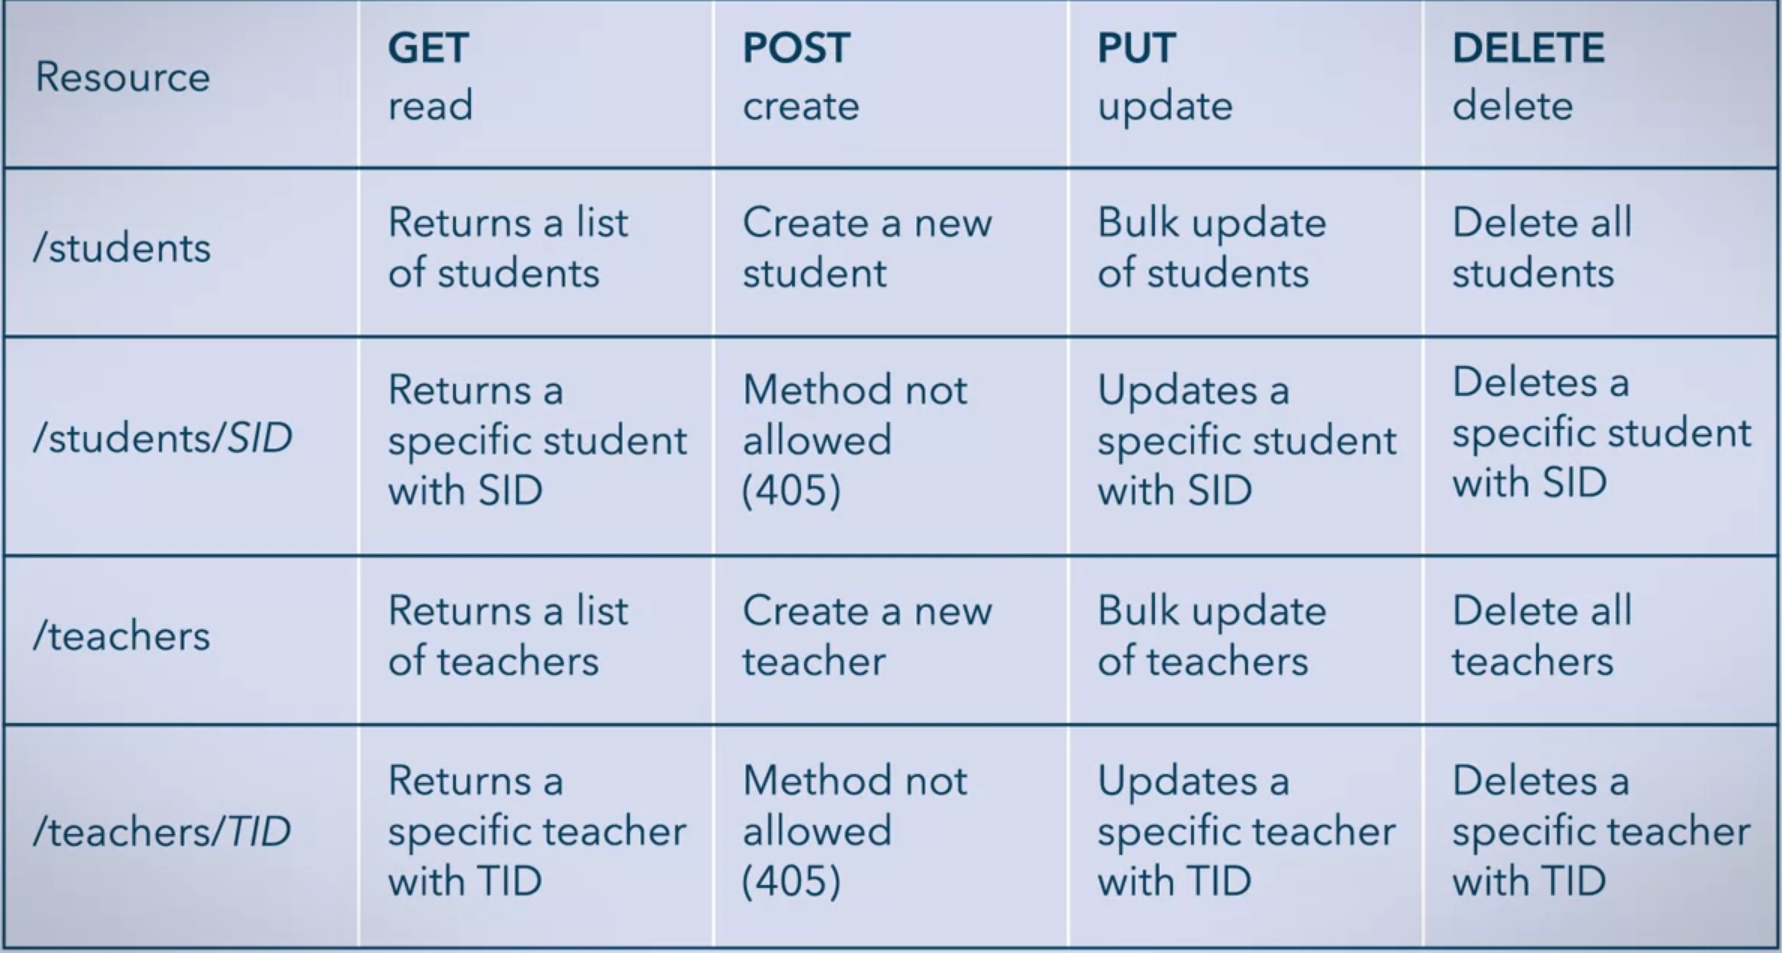 Resource
GET
read
POST
create
PUT
update
DELETE
delete
/students
Returns a list
of students
Create a new
student
Bulk update
of students
Delete all
students
/students/SID
Returns a
specific student
with SID
Method not
allowed
(405)
Updates a
specific student
with SID
Deletes a
specific student
with SID
/teachers
Returns a list
of teachers
Create a new
teacher
Bulk update
of teachers
Delete all
teachers
/teachers/TID
Returns a
specific teacher
with TID
Method not
allowed
(405)
Updates a
specific teacher
with TID
Deletes a
specific teacher
with TID